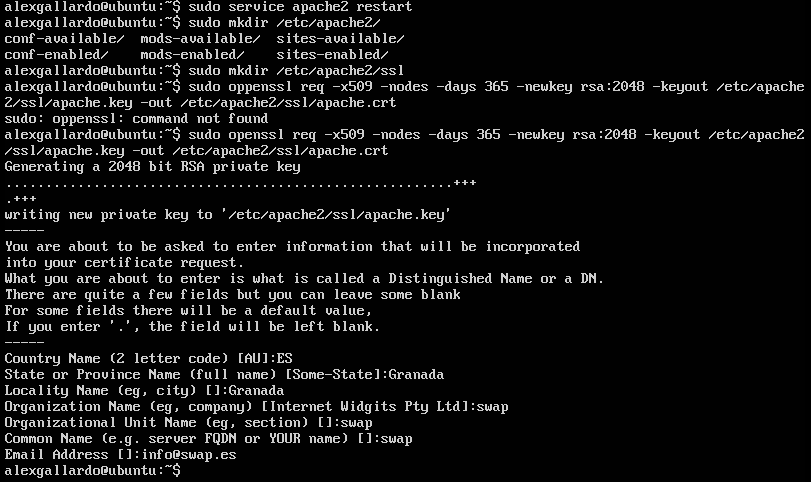 alexgallardo@ubuntu:~$ sudo service apache2 restart
alexgallardo@ubuntu:~$ sudo mkdir /etc/apache2/
conf-available/  mods-available/  sites-available/
conf-enabled/    mods-enabled/    sites-enabled/
alexgallardo@ubuntu:~$ sudo mkdir /etc/apache2/ssl
alexgallardo@ubuntu:~$ sudo oppenssl req -x509 -nodes -days 365 -newkey rsa:2048 -keyout /etc/apache
2/ssl/apache.key -out /etc/apache2/ssl/apache.crt
sudo: oppenssl: command not found
alexgallardo@ubuntu:~$ sudo openssl req -x509 -nodes -days 365 -newkey rsa:2048 -keyout /etc/apache2
/ssl/apache.key -out /etc/apache2/ssl/apache.crt
Generating a 2048 bit RSA private key
........................................................+++
.+++
writing new private key to '/etc/apache2/ssl/apache.key'
-----
You are about to be asked to enter information that will be incorporated
into your certificate request.
What you are about to enter is what is called a Distinguished Name or a DN.
There are quite a few fields but you can leave some blank
For some fields there will be a default value,
If you enter '.', the field will be left blank.
-----
Country Name (2 letter code) [AU]:ES
State or Province Name (full name) [Some-State]:Granada
Locality Name (eg, city) []:Granada
Organization Name (eg, company) [Internet Widgits Pty Ltd]:swap
Organizational Unit Name (eg, section) []:swap
Common Name (e.g. server FQDN or YOUR name) []:swap
Email Address []:info@swap.es
alexgallardo@ubuntu:~$